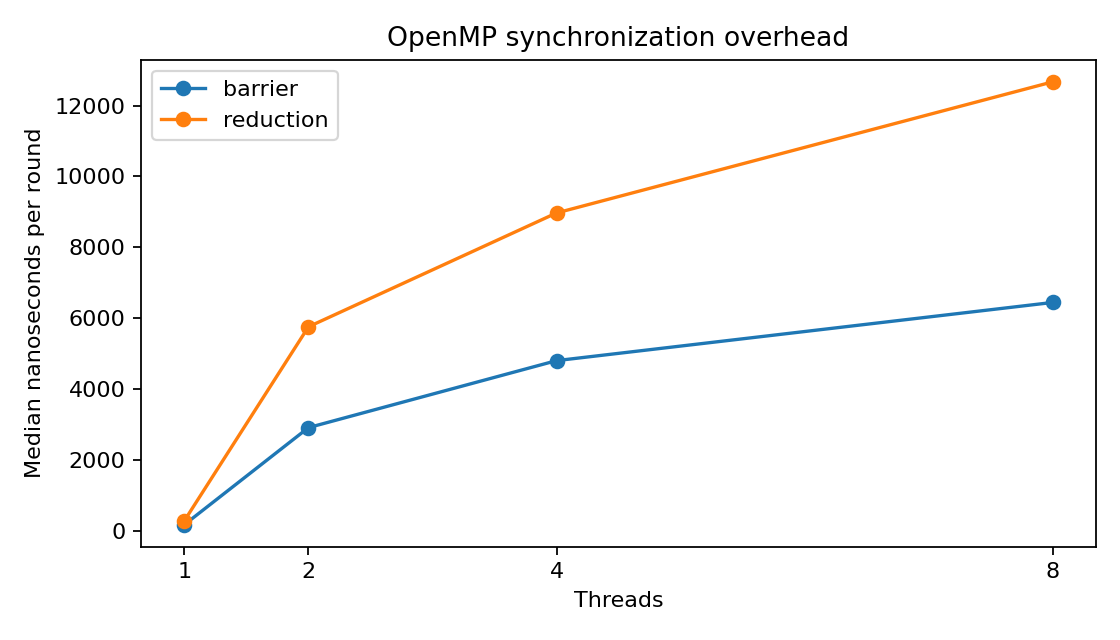 OpenMP synchronization overhead
barrier
reduction
Median nanoseconds per round
12000
10000
8000
6000
4000
2000
0
1 2 4 8
Threads